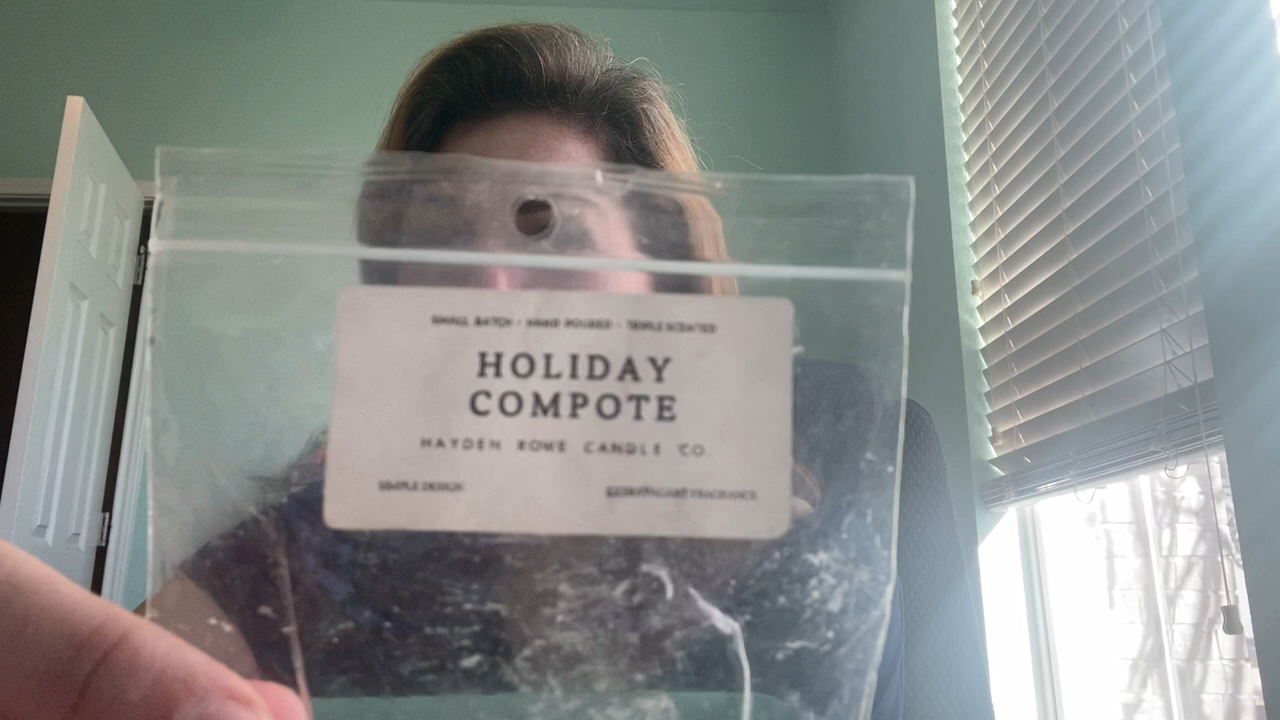 SMALL BATCH • HAND POURED • TRIPLE SCENTED
HOLIDAY
COMPOTE
HAYDEN ROWE CANDLE CO.
SIMPLE DESIGN
EXTRAVAGANT FRAGRANCE